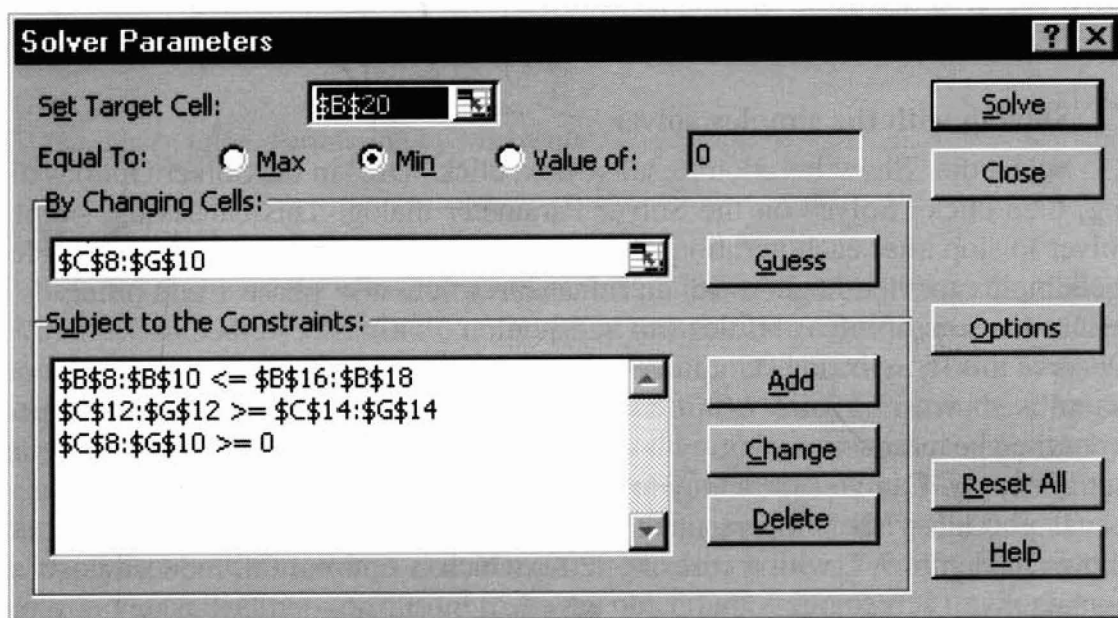 Solver Parameters
Set Target Cell: $B$20
Equal To: Max Min Value of: 0
By Changing Cells:
$C$8:$G$10
Subject to the Constraints:
$B$8:$B$10 <= $B$16:$B$18
$C$12:$G$12 >= $C$14:$G$14
$C$8:$G$10 >= 0
Guess
Add
Change
Delete
Solve
Close
Options
Reset All
Help